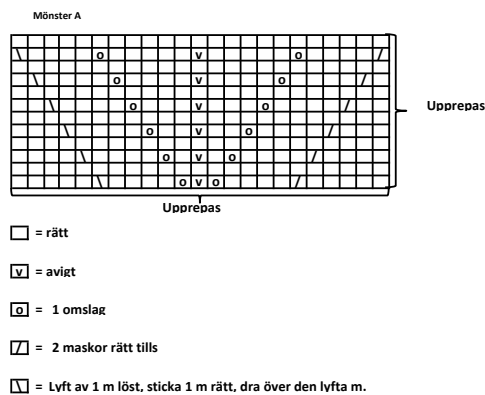 Mönster A
\ o v o /
\ o v o /
\ o v o /
Upprepas
\ o v o /
\ o v o /
\ o v o /
Upprepas
= rätt
v = avigt
o = 1 omslag
/ = 2 maskor rätt tills
\ = Lyft av 1 m löst, sticka 1 m rätt, dra över den lyfta m.